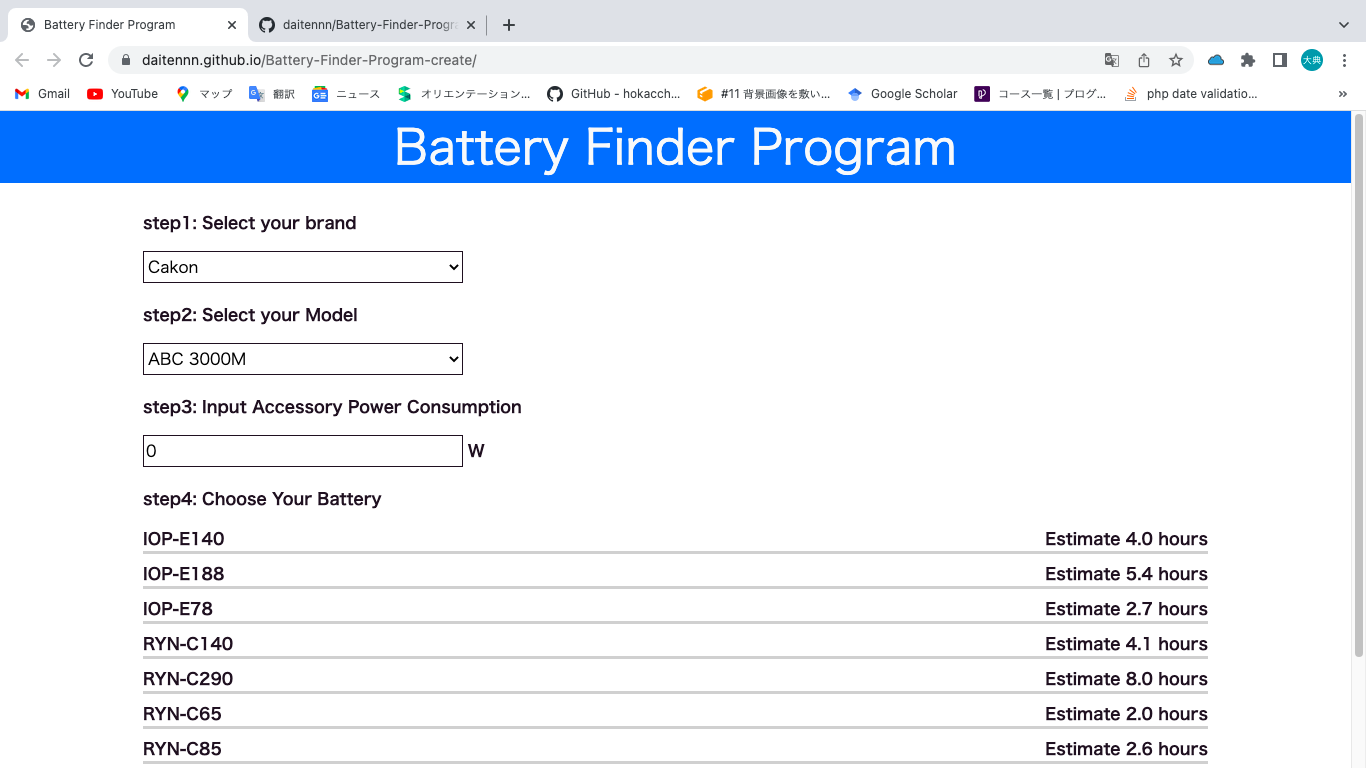 Battery Finder Program
daitennn/Battery-Finder-Progra
daitennn.github.io/Battery-Finder-Program-create/
大典
Gmail
YouTube
マップ
翻訳
ニュース
オリエンテーション...
GitHub - hokacch...
#11 背景画像を敷い...
Google Scholar
コース一覧 | プログ...
php date validatio...
Battery Finder Program
step1: Select your brand
Cakon
step2: Select your Model
ABC 3000M
step3: Input Accessory Power Consumption
0 W
step4: Choose Your Battery
IOP-E140 Estimate 4.0 hours
IOP-E188 Estimate 5.4 hours
IOP-E78 Estimate 2.7 hours
RYN-C140 Estimate 4.1 hours
RYN-C290 Estimate 8.0 hours
RYN-C65 Estimate 2.0 hours
RYN-C85 Estimate 2.6 hours